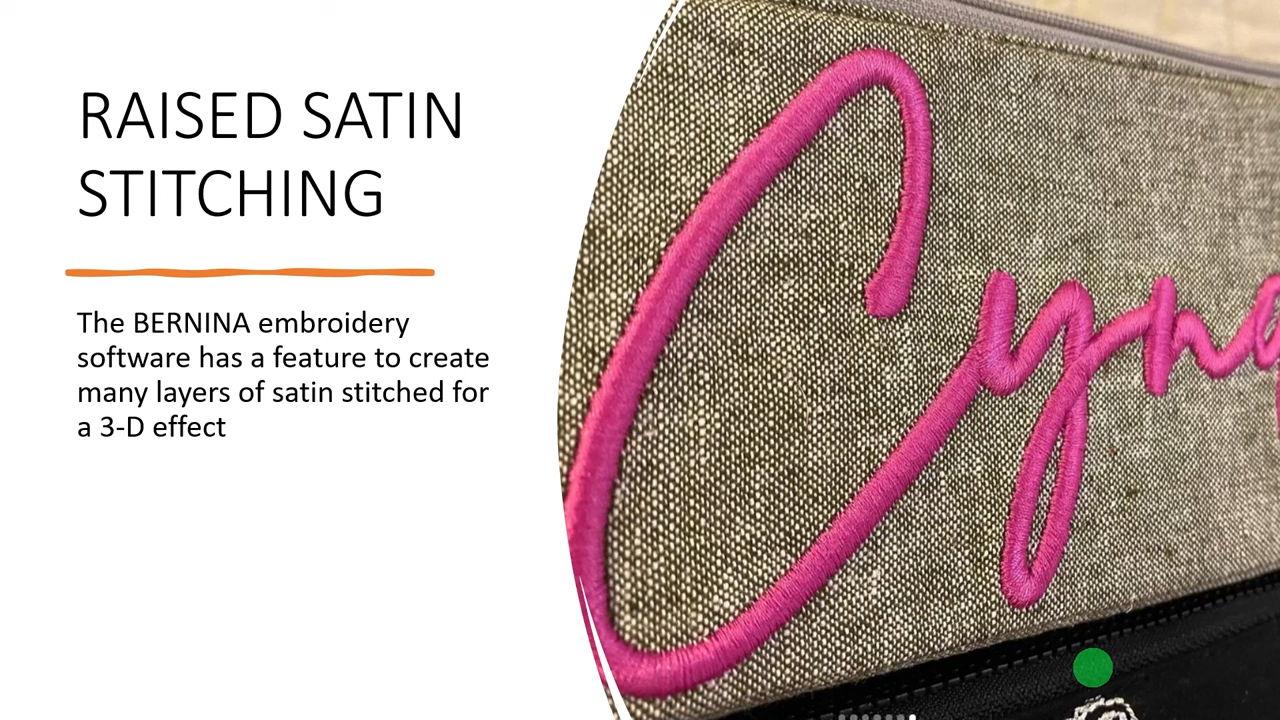 RAISED SATIN
STITCHING
The BERNINA embroidery
software has a feature to create
many layers of satin stitched for
a 3-D effect
Cyn